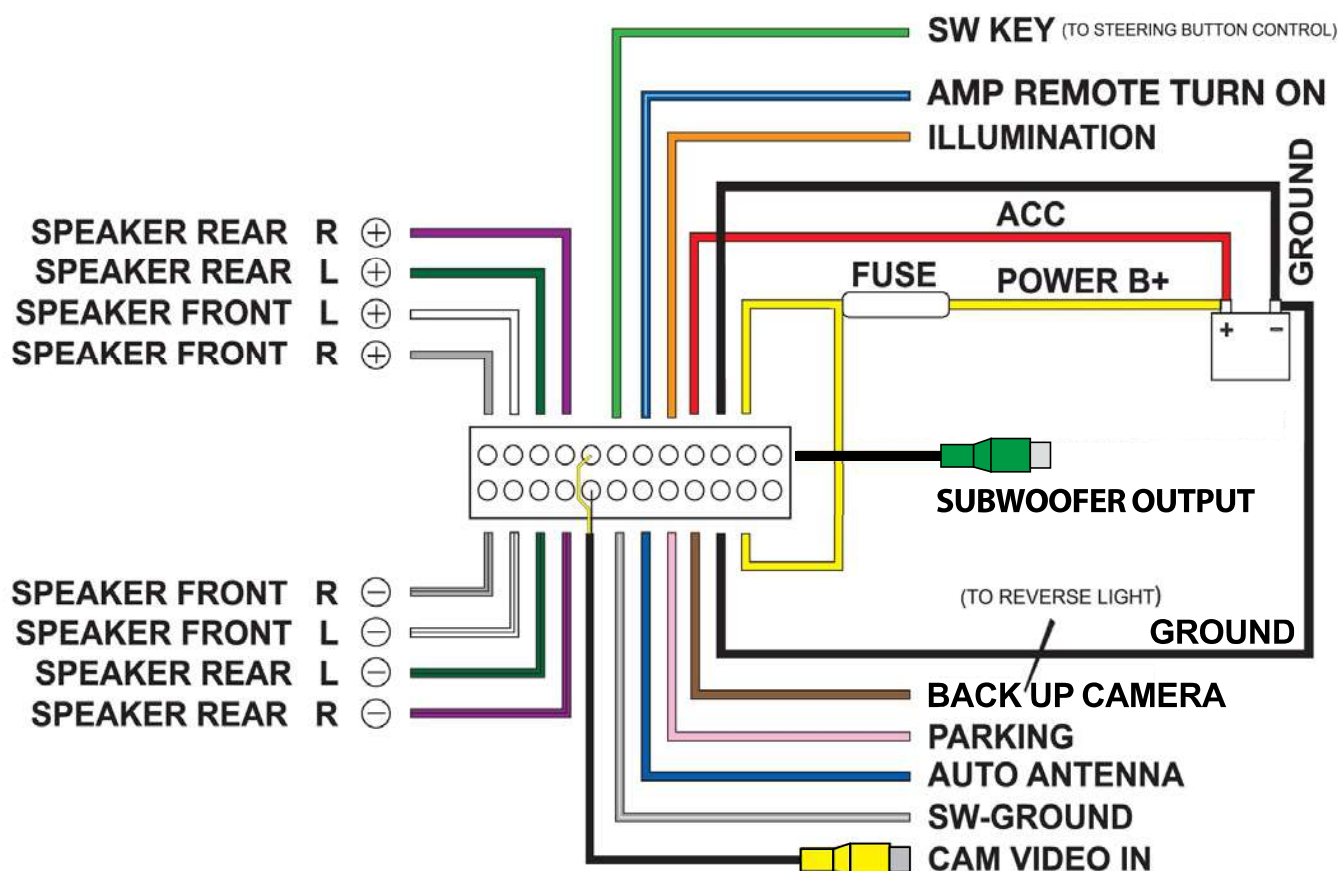 SW KEY (TO STEERING BUTTON CONTROL)
AMP REMOTE TURN ON
ILLUMINATION
GROUND
ACC
FUSE
POWER B+
+ −
SPEAKER REAR R +
SPEAKER REAR L +
SPEAKER FRONT L +
SPEAKER FRONT R +
SUBWOOFER OUTPUT
SPEAKER FRONT R −
SPEAKER FRONT L −
SPEAKER REAR L −
SPEAKER REAR R −
(TO REVERSE LIGHT)
GROUND
BACK UP CAMERA
PARKING
AUTO ANTENNA
SW-GROUND
CAM VIDEO IN